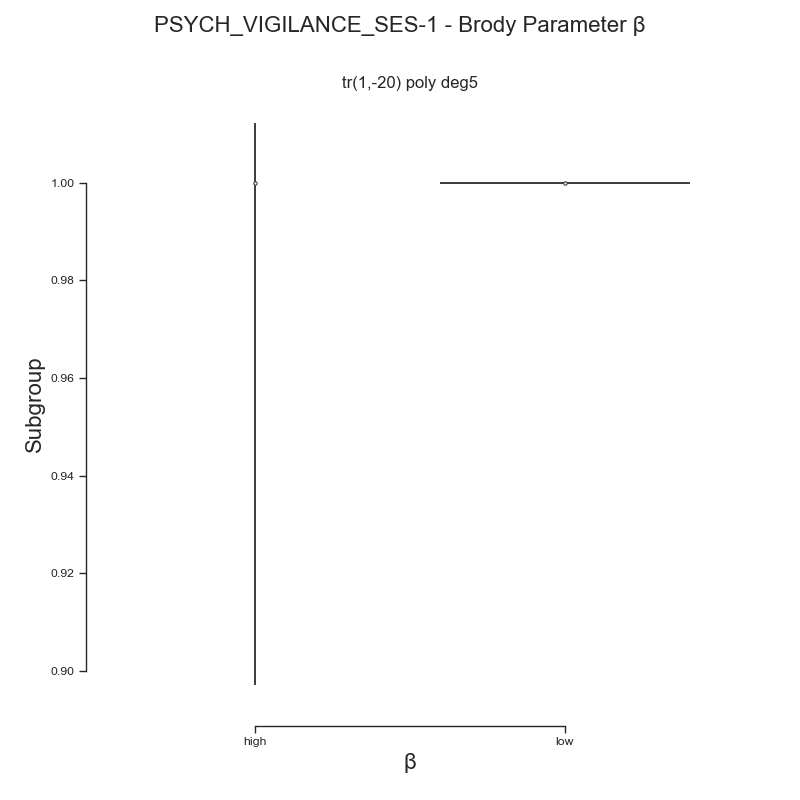 PSYCH_VIGILANCE_SES-1 - Brody Parameter β
tr(1,-20) poly deg5
1.00
0.98
0.96
0.94
0.92
0.90
Subgroup
high
low
β